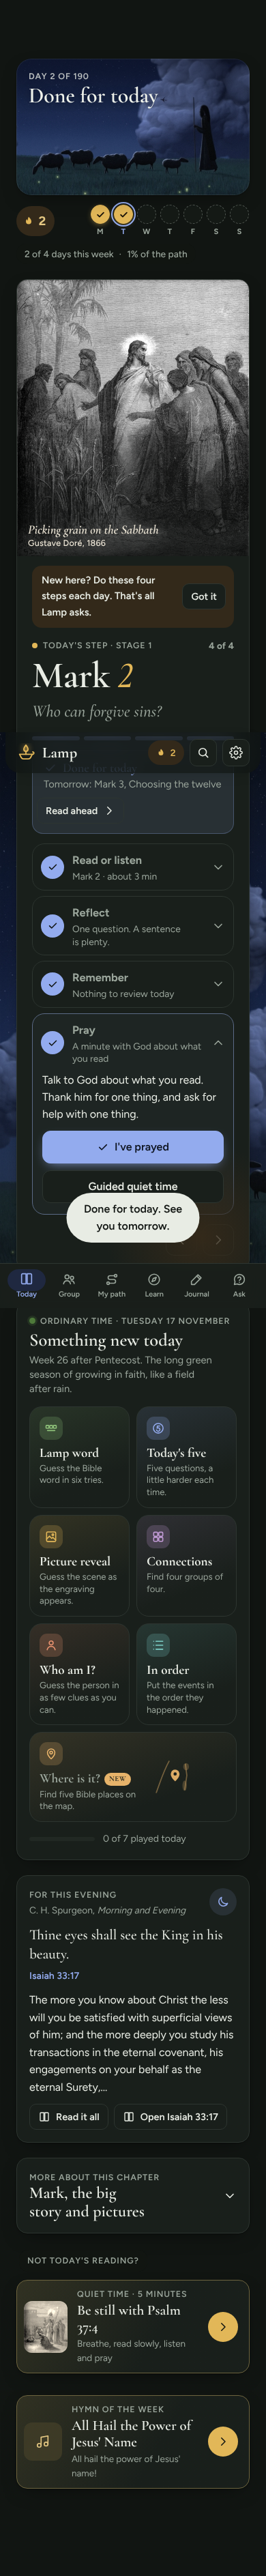 DAY 2 OF 190
Done for today
2
M T W T F S S
2 of 4 days this week · 1% of the path
Picking grain on the Sabbath
Gustave Doré, 1866
New here? Do these four
steps each day. That's all
Lamp asks.
Got it
TODAY'S STEP · STAGE 1
4 of 4
Mark 2
Who can forgive sins?
Lamp
2
Done for today
Tomorrow: Mark 3, Choosing the twelve
Read ahead
Read or listen
Mark 2 · about 3 min
Reflect
One question. A sentence
is plenty.
Remember
Nothing to review today
Pray
A minute with God about what
you read
Talk to God about what you read.
Thank him for one thing, and ask for
help with one thing.
I've prayed
Guided quiet time
Done for today. See
you tomorrow.
Today
Group
My path
Learn
Journal
Ask
ORDINARY TIME · TUESDAY 17 NOVEMBER
Something new today
Week 26 after Pentecost. The long green
season of growing in faith, like a field
after rain.
Lamp word
Guess the Bible
word in six tries.
Today's five
Five questions, a
little harder each
time.
Picture reveal
Guess the scene as
the engraving
appears.
Connections
Find four groups of
four.
Who am I?
Guess the person in
as few clues as you
can.
In order
Put the events in
the order they
happened.
Where is it? NEW
Find five Bible places on
the map.
0 of 7 played today
FOR THIS EVENING
C. H. Spurgeon, Morning and Evening
Thine eyes shall see the King in his
beauty.
Isaiah 33:17
The more you know about Christ the less
will you be satisfied with superficial views
of him; and the more deeply you study his
transactions in the eternal covenant, his
engagements on your behalf as the
eternal Surety,...
Read it all
Open Isaiah 33:17
MORE ABOUT THIS CHAPTER
Mark, the big
story and pictures
NOT TODAY'S READING?
QUIET TIME · 5 MINUTES
Be still with Psalm
37:4
Breathe, read slowly, listen
and pray
HYMN OF THE WEEK
All Hail the Power of
Jesus' Name
All hail the power of Jesus'
name!